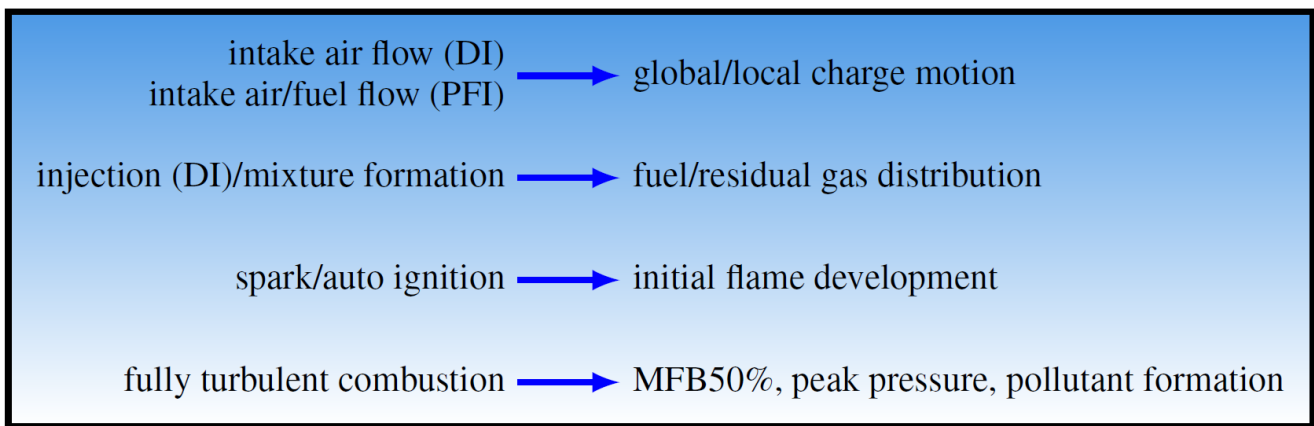 intake air flow (DI)
intake air/fuel flow (PFI)
global/local charge motion
injection (DI)/mixture formation
fuel/residual gas distribution
spark/auto ignition
initial flame development
fully turbulent combustion
MFB50%, peak pressure, pollutant formation